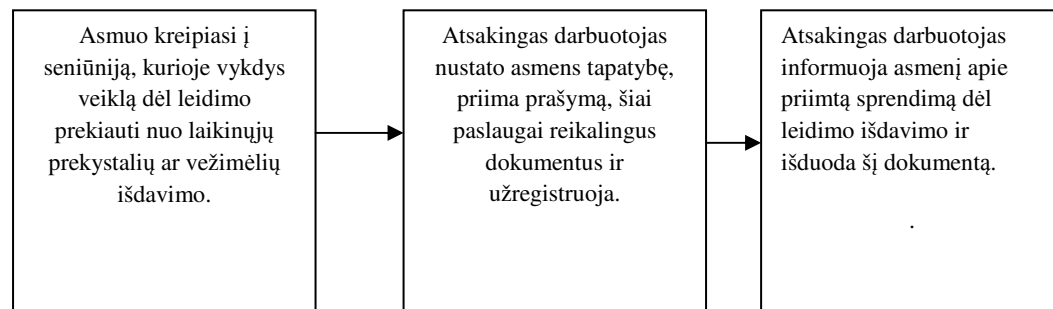 Asmuo kreipiasi į
seniūniją, kurioje vykdys
veiklą dėl leidimo
prekiauti nuo laikinųjų
prekystalių ar vežimėlių
išdavimo.
Atsakingas darbuotojas
nustato asmens tapatybę,
priima prašymą, šiai
paslaugai reikalingus
dokumentus ir
užregistruoja.
Atsakingas darbuotojas
informuoja asmenį apie
priimtą sprendimą dėl
leidimo išdavimo ir
išduoda šį dokumentą.
.